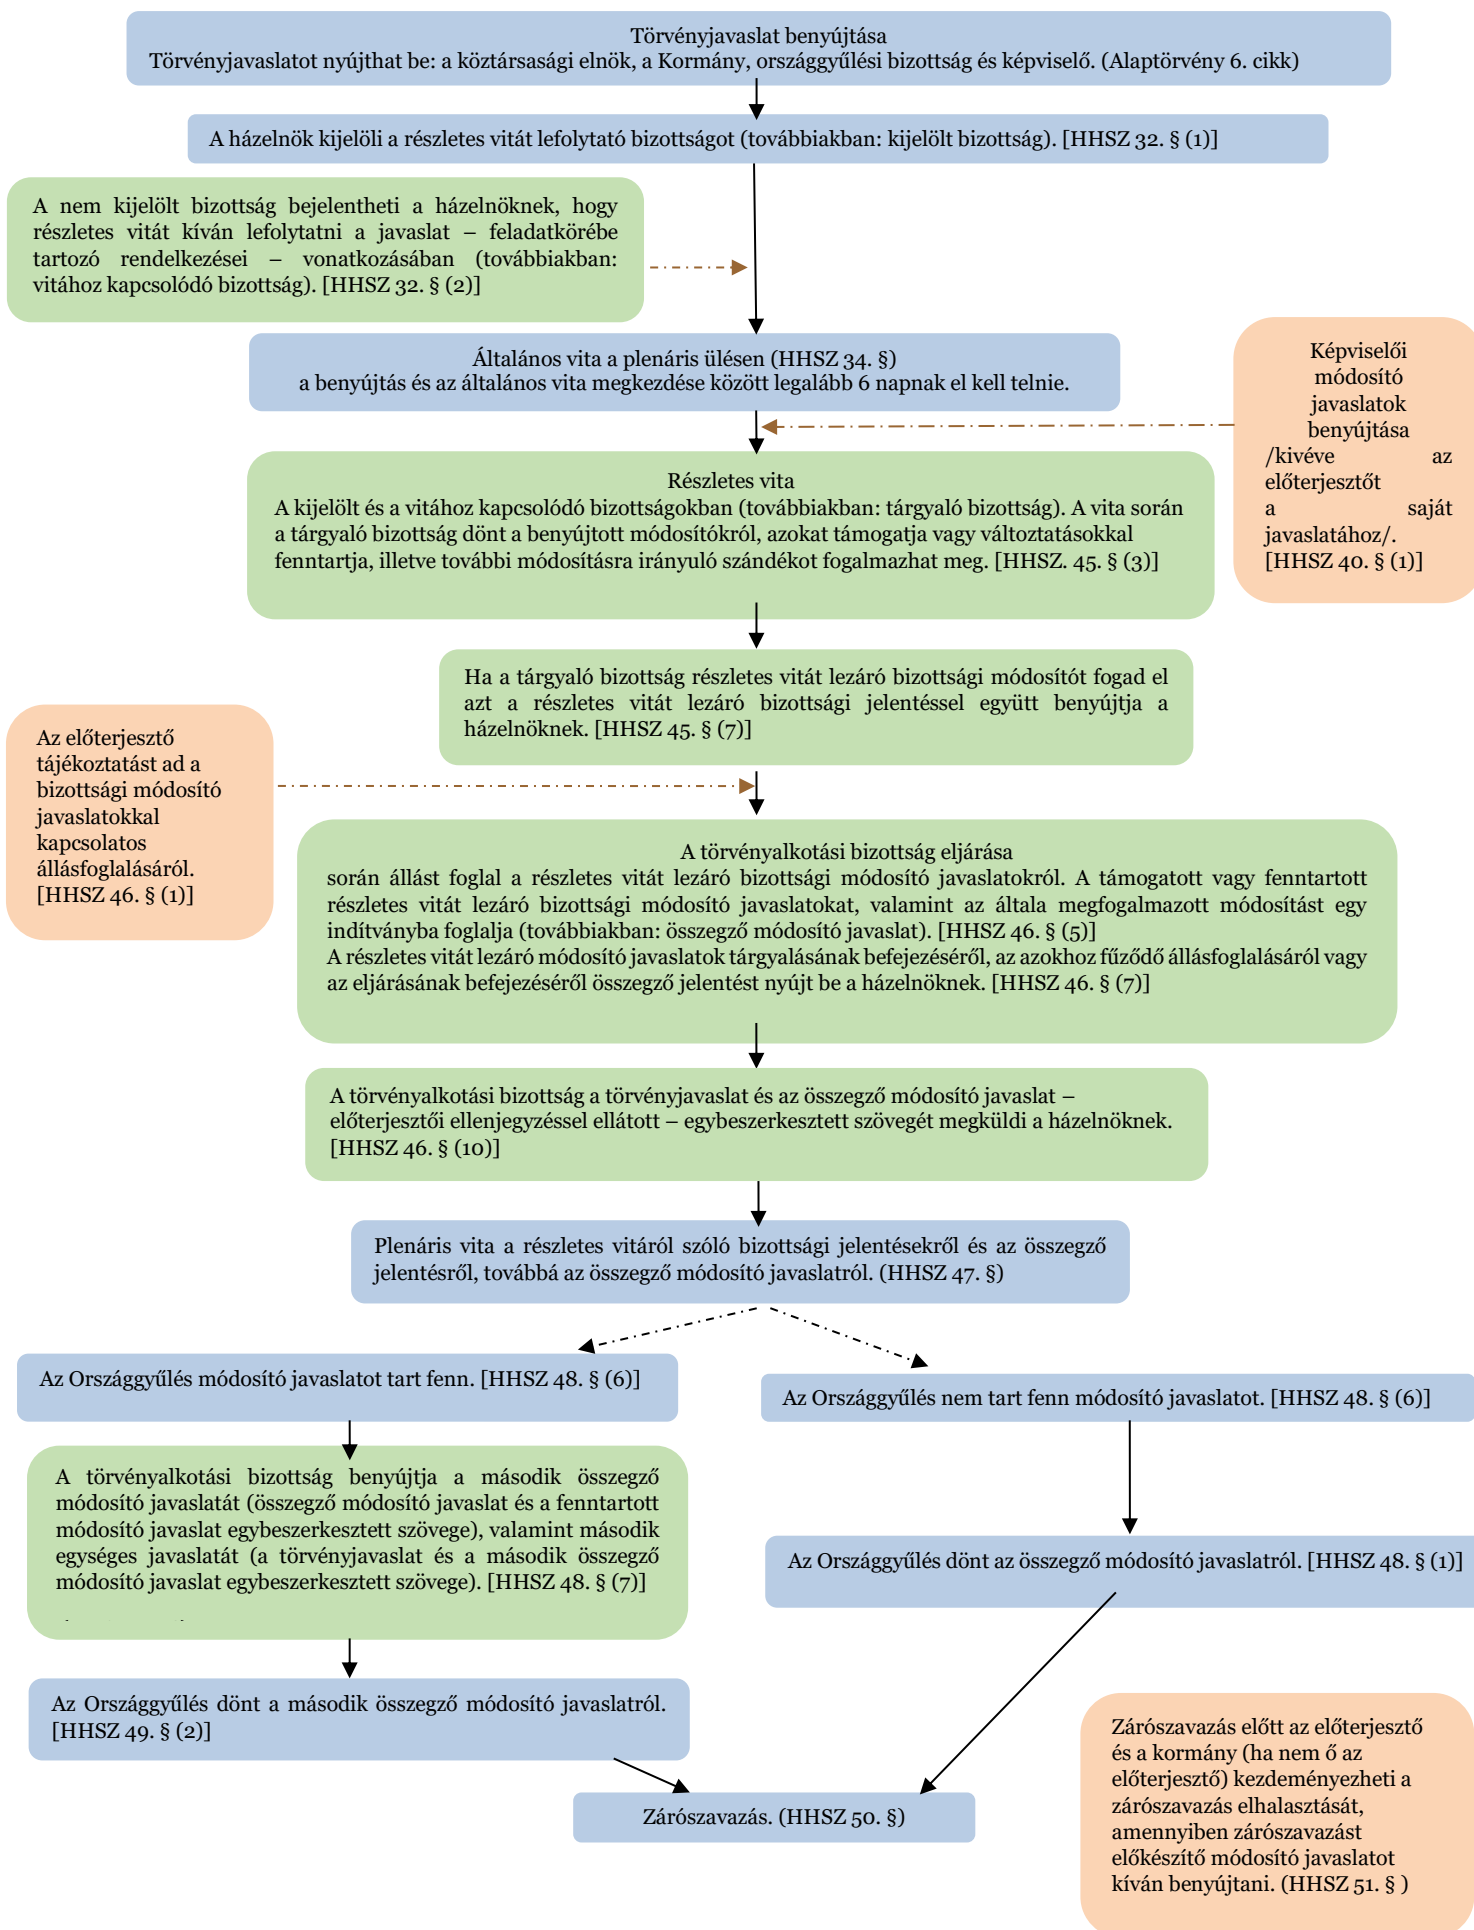 Törvényjavaslat benyújtása
Törvényjavaslatot nyújthat be: a köztársasági elnök, a Kormány, országgyűlési bizottság és képviselő. (Alaptörvény 6. cikk)
A házelnök kijelöli a részletes vitát lefolytató bizottságot (továbbiakban: kijelölt bizottság). [HHSZ 32. § (1)]
A nem kijelölt bizottság bejelentheti a házelnöknek, hogy
részletes vitát kíván lefolytatni a javaslat – feladatkörébe
tartozó rendelkezései – vonatkozásában (továbbiakban:
vitához kapcsolódó bizottság). [HHSZ 32. § (2)]
Általános vita a plenáris ülésen (HHSZ 34. §)
a benyújtás és az általános vita megkezdése között legalább 6 napnak el kell telnie.
Képviselői
módosító
javaslatok
benyújtása
/kivéve az
előterjesztőt
a saját
javaslatához/.
[HHSZ 40. § (1)]
Részletes vita
A kijelölt és a vitához kapcsolódó bizottságokban (továbbiakban: tárgyaló bizottság). A vita során
a tárgyaló bizottság dönt a benyújtott módosítókról, azokat támogatja vagy változtatásokkal
fenntartja, illetve további módosításra irányuló szándékot fogalmazhat meg. [HHSZ. 45. § (3)]
Ha a tárgyaló bizottság részletes vitát lezáró bizottsági módosítót fogad el
azt a részletes vitát lezáró bizottsági jelentéssel együtt benyújtja a
házelnöknek. [HHSZ 45. § (7)]
Az előterjesztő
tájékoztatást ad a
bizottsági módosító
javaslatokkal
kapcsolatos
állásfoglalásáról.
[HHSZ 46. § (1)]
A törvényalkotási bizottság eljárása
során állást foglal a részletes vitát lezáró bizottsági módosító javaslatokról. A támogatott vagy fenntartott
részletes vitát lezáró bizottsági módosító javaslatokat, valamint az általa megfogalmazott módosítást egy
indítványba foglalja (továbbiakban: összegző módosító javaslat). [HHSZ 46. § (5)]
A részletes vitát lezáró módosító javaslatok tárgyalásának befejezéséről, az azokhoz fűződő állásfoglalásáról vagy
az eljárásának befejezéséről összegző jelentést nyújt be a házelnöknek. [HHSZ 46. § (7)]
A törvényalkotási bizottság a törvényjavaslat és az összegző módosító javaslat –
előterjesztői ellenjegyzéssel ellátott – egybeszerkesztett szövegét megküldi a házelnöknek.
[HHSZ 46. § (10)]
Plenáris vita a részletes vitáról szóló bizottsági jelentésekről és az összegző
jelentésről, továbbá az összegző módosító javaslatról. (HHSZ 47. §)
Az Országgyűlés módosító javaslatot tart fenn. [HHSZ 48. § (6)]
Az Országgyűlés nem tart fenn módosító javaslatot. [HHSZ 48. § (6)]
A törvényalkotási bizottság benyújtja a második összegző
módosító javaslatát (összegző módosító javaslat és a fenntartott
módosító javaslat egybeszerkesztett szövege), valamint második
egységes javaslatát (a törvényjavaslat és a második összegző
módosító javaslat egybeszerkesztett szövege). [HHSZ 48. § (7)]
Az Országgyűlés dönt az összegző módosító javaslatról. [HHSZ 48. § (1)]
Az Országgyűlés dönt a második összegző módosító javaslatról.
[HHSZ 49. § (2)]
Zárószavazás előtt az előterjesztő
és a kormány (ha nem ő az
előterjesztő) kezdeményezheti a
zárószavazás elhalasztását,
amennyiben zárószavazást
előkészítő módosító javaslatot
kíván benyújtani. (HHSZ 51. § )
Zárószavazás. (HHSZ 50. §)